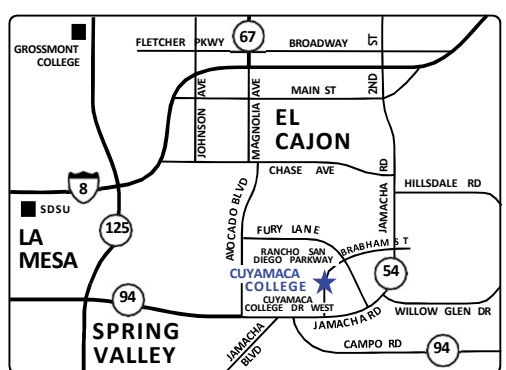 GROSSMONT
COLLEGE
FLETCHER PKWY
67
BROADWAY
2ND ST
MAIN ST
JOHNSON AVE
MAGNOLIA AVE
EL
CAJON
CHASE AVE
HILLSDALE RD
8
SDSU
125
LA
MESA
AVOCADO BLVD
JAMACHA RD
FURY LANE
RANCHO SAN
DIEGO PARKWAY
BRABHAM ST
CUYAMACA
COLLEGE
54
CUYAMACA
COLLEGE DR WEST
94
JAMACHA RD
WILLOW GLEN DR
SPRING
VALLEY
JAMACHA
BLVD
CAMPO RD
94